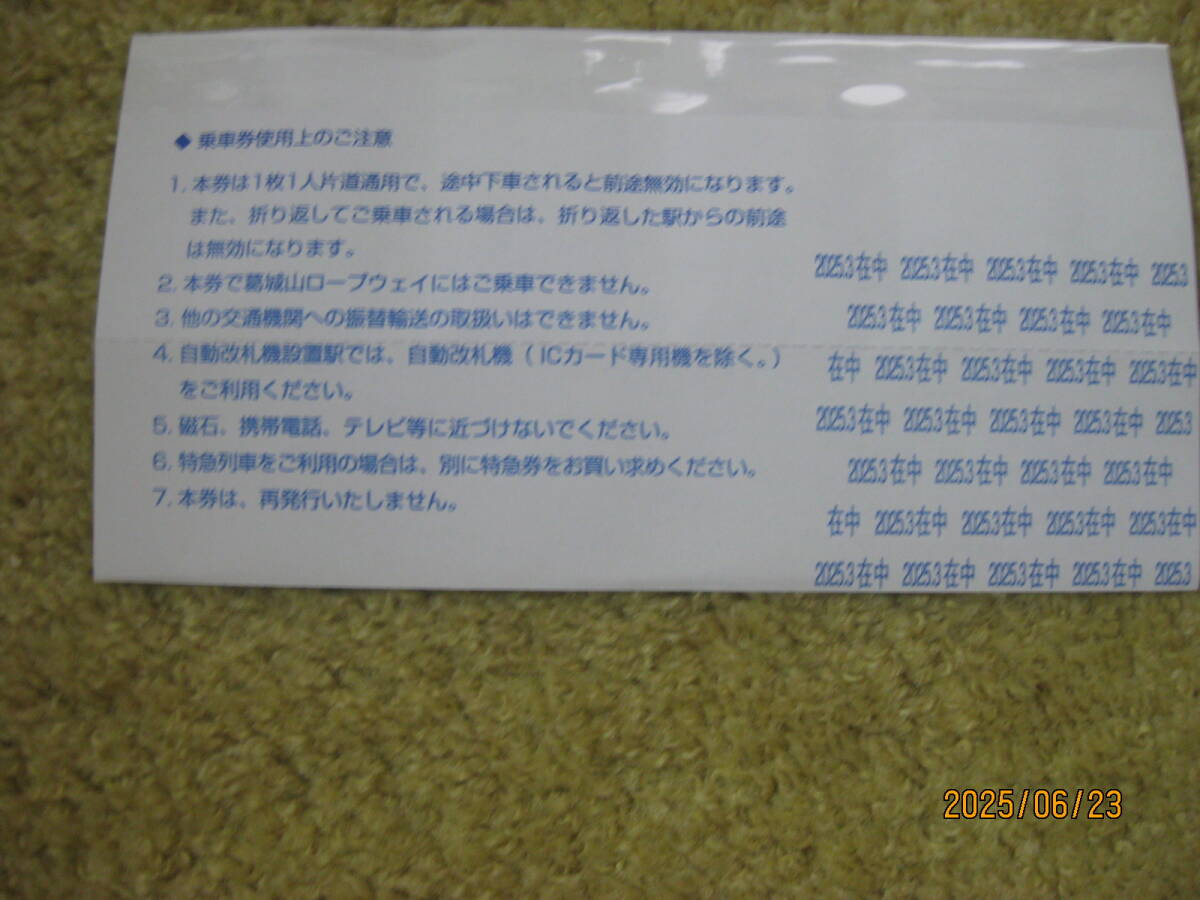 ◆ 乗車券使用上のご注意
1. 本券は1枚1人片道通用で、途中下車されると前途無効になります。
また、折り返してご乗車される場合は、折り返した駅からの前途
は無効になります。
2. 本券で葛城山ロープウェイにはご乗車できません。
3. 他の交通機関への振替輸送の取扱いはできません。
4. 自動改札機設置駅では、自動改札機（ICカード専用機を除く。）
をご利用ください。
5. 磁石、携帯電話、テレビ等に近づけないでください。
6. 特急列車をご利用の場合は、別に特急券をお買い求めください。
7. 本券は、再発行いたしません。
2025.3在中 2025.3在中 2025.3在中 2025.3在中 2025.3
2025.3在中 2025.3在中 2025.3在中 2025.3在中
在中 2025.3在中 2025.3在中 2025.3在中 2025.3在中
2025.3在中 2025.3在中 2025.3在中 2025.3在中 2025.3
2025.3在中 2025.3在中 2025.3在中 2025.3在中
在中 2025.3在中 2025.3在中 2025.3在中 2025.3在中
2025.3在中 2025.3在中 2025.3在中 2025.3在中 2025.3
2025/06/23